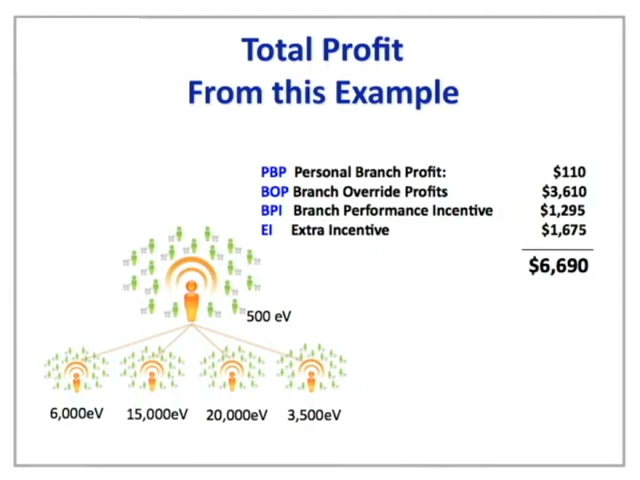 Total Profit
From this Example
PBP Personal Branch Profit: $110
BOP Branch Override Profits $3,610
BPI Branch Performance Incentive $1,295
EI Extra Incentive $1,675
$6,690
500 eV
6,000eV 15,000eV 20,000eV 3,500eV